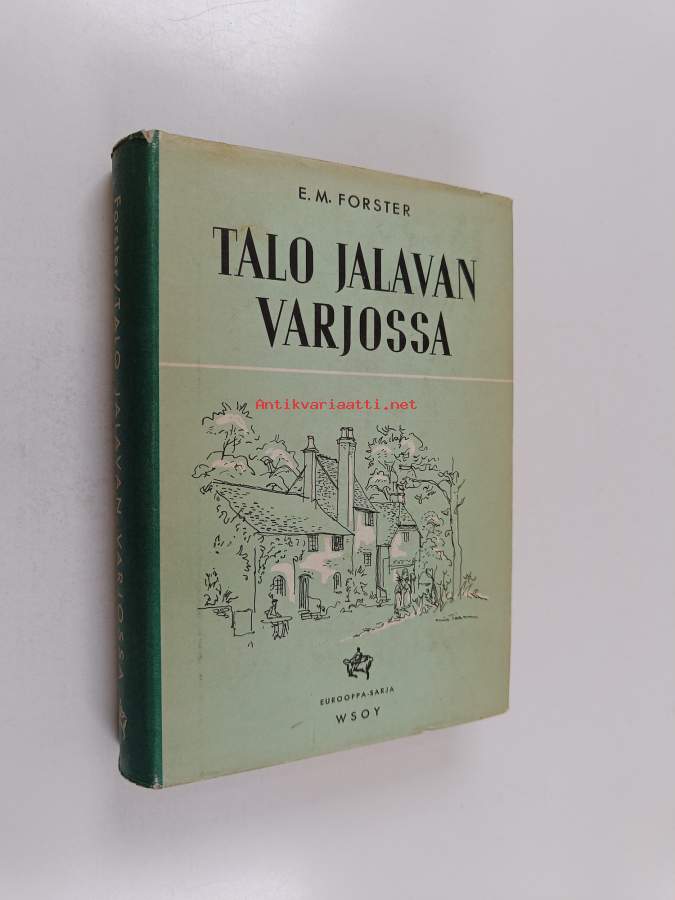 E. M. FORSTER
TALO JALAVAN
VARJOSSA
Antikvariaatti.net
EUROOPPA-SARJA
WSOY
Forster / TALO JALAVAN VARJOSSA